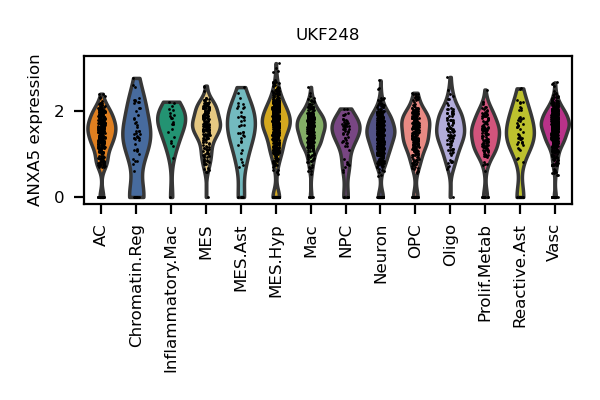 UKF248
ANXA5 expression
2
0
AC
Chromatin.Reg
Inflammatory.Mac
MES
MES.Ast
MES.Hyp
Mac
NPC
Neuron
OPC
Oligo
Prolif.Metab
Reactive.Ast
Vasc